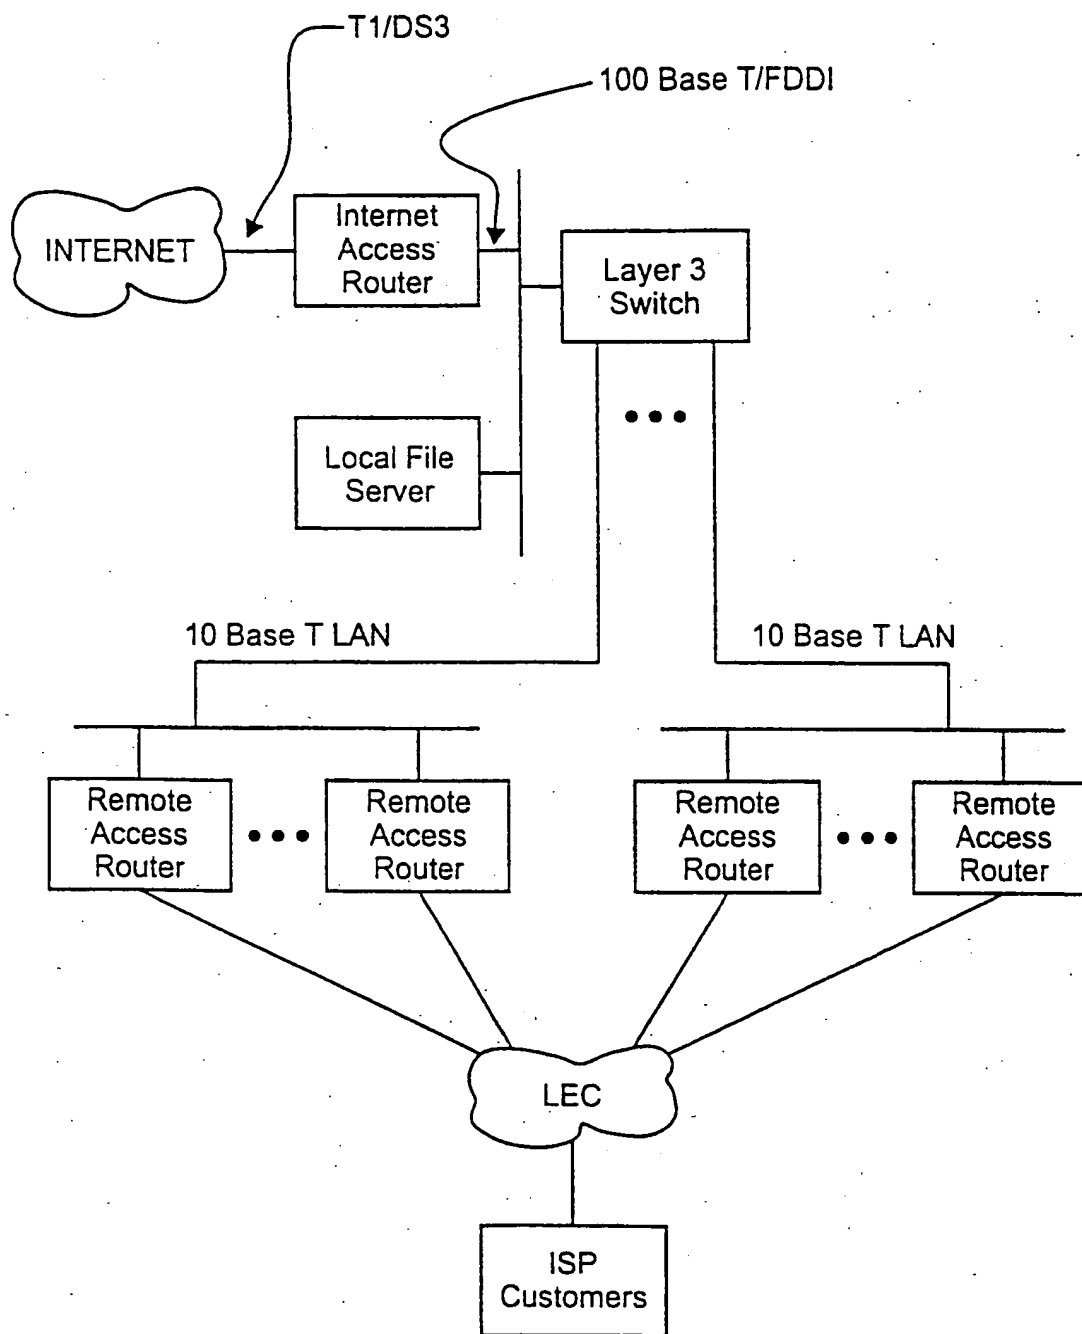 T1/DS3
100 Base T/FDDI
INTERNET
Internet
Access
Router
Layer 3
Switch
Local File
Server
10 Base T LAN
10 Base T LAN
Remote
Access
Router
Remote
Access
Router
Remote
Access
Router
Remote
Access
Router
LEC
ISP
Customers